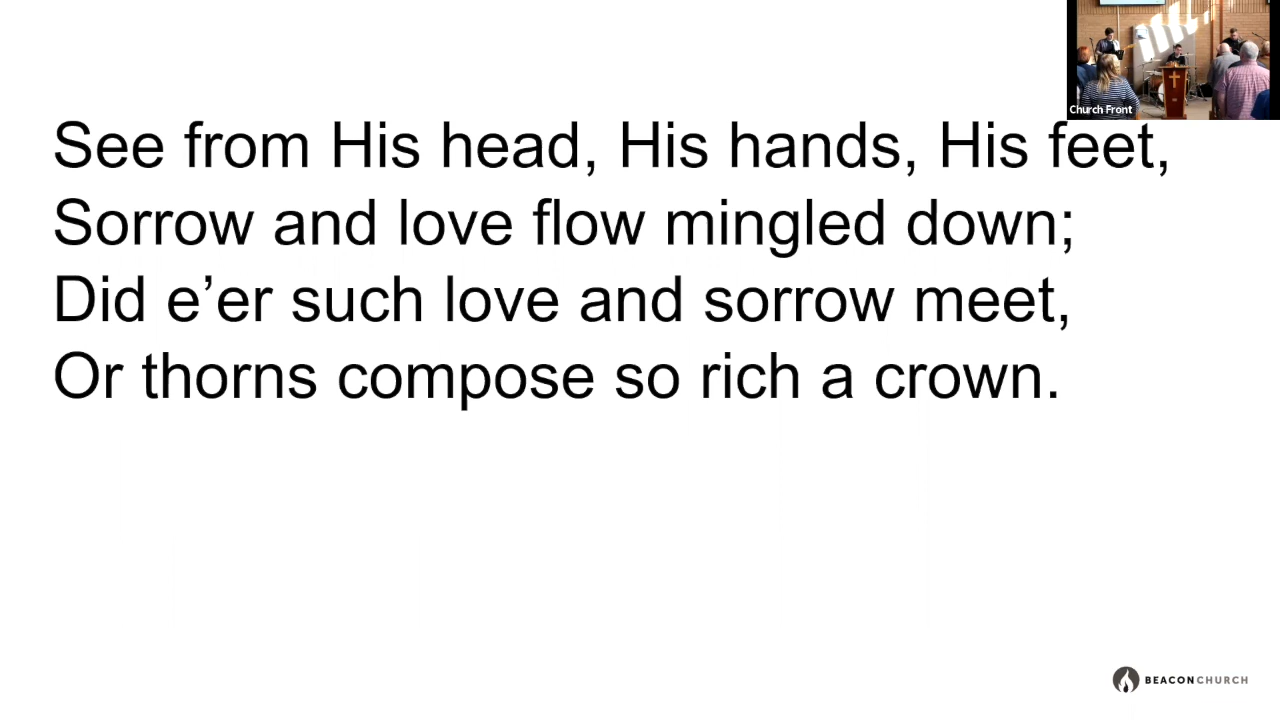 Church Front
See from His head, His hands, His feet,
Sorrow and love flow mingled down;
Did e’er such love and sorrow meet,
Or thorns compose so rich a crown.
BEACONCHURCH